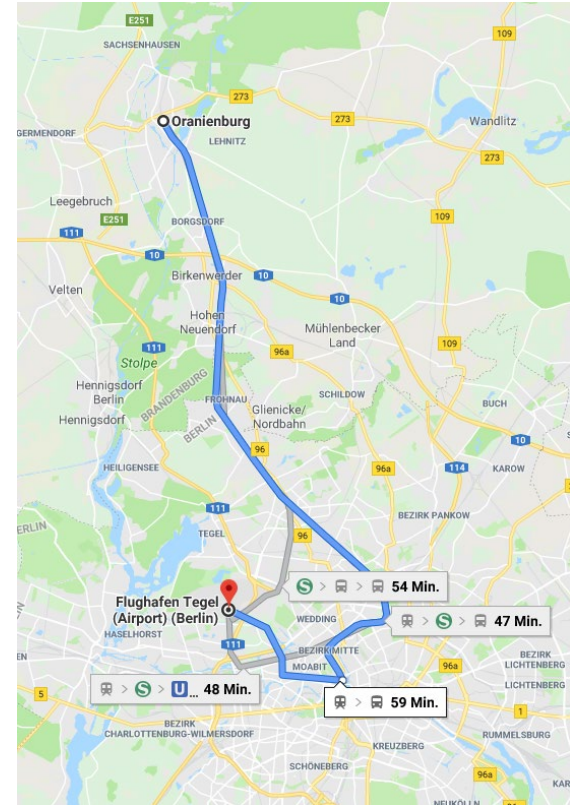 E251
SACHSENHAUSEN
109
273
Oranienburg
Wandlitz
GERMENDORF
LEHNITZ
273
Leegebruch
E251
BORGSDORF
109
111
10
Birkenwerder
10
Velten
10
Hohen
Neuendorf
Mühlenbecker
Land
111
96a
109
Stolpe
BRANDENBURG
BERLIN
Hennigsdorf
Berlin
Hennigsdorf
FROHNAU
SCHILDOW
Glienicke/
Nordbahn
BUCH
10
96
HEILIGENSEE
96a
114
KAROW
111
BEZIRK PANKOW
TEGEL
96
ERLIN
S > > 54 Min.
Flughafen Tegel
(Airport) (Berlin)
WEDDING
> S > 47 Min.
HASELHORST
111
BEZIRK MITTE
MOABIT
96a
BEZIRK
LICHTENBERG
LICHTENBERG
> S > U... 48 Min.
5
> 59 Min.
1
BEZIRK
CHARLOTTENBURG-WILMERSDORF
RUMMELSBURG
KREUZBERG
SCHÖNEBERG
96a
NEUKÖLLN
KAR